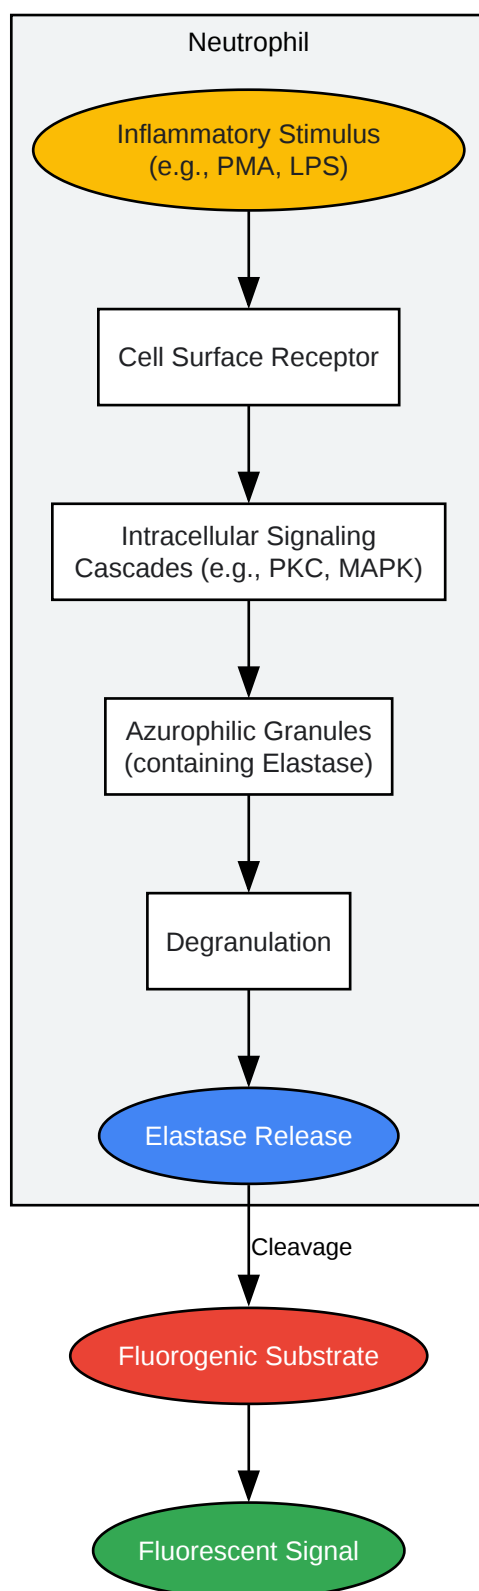 Neutrophil
Inflammatory Stimulus
(e.g., PMA, LPS)
Cell Surface Receptor
Intracellular Signaling
Cascades (e.g., PKC, MAPK)
Azurophilic Granules
(containing Elastase)
Degranulation
Elastase Release
Cleavage
Fluorogenic Substrate
Fluorescent Signal